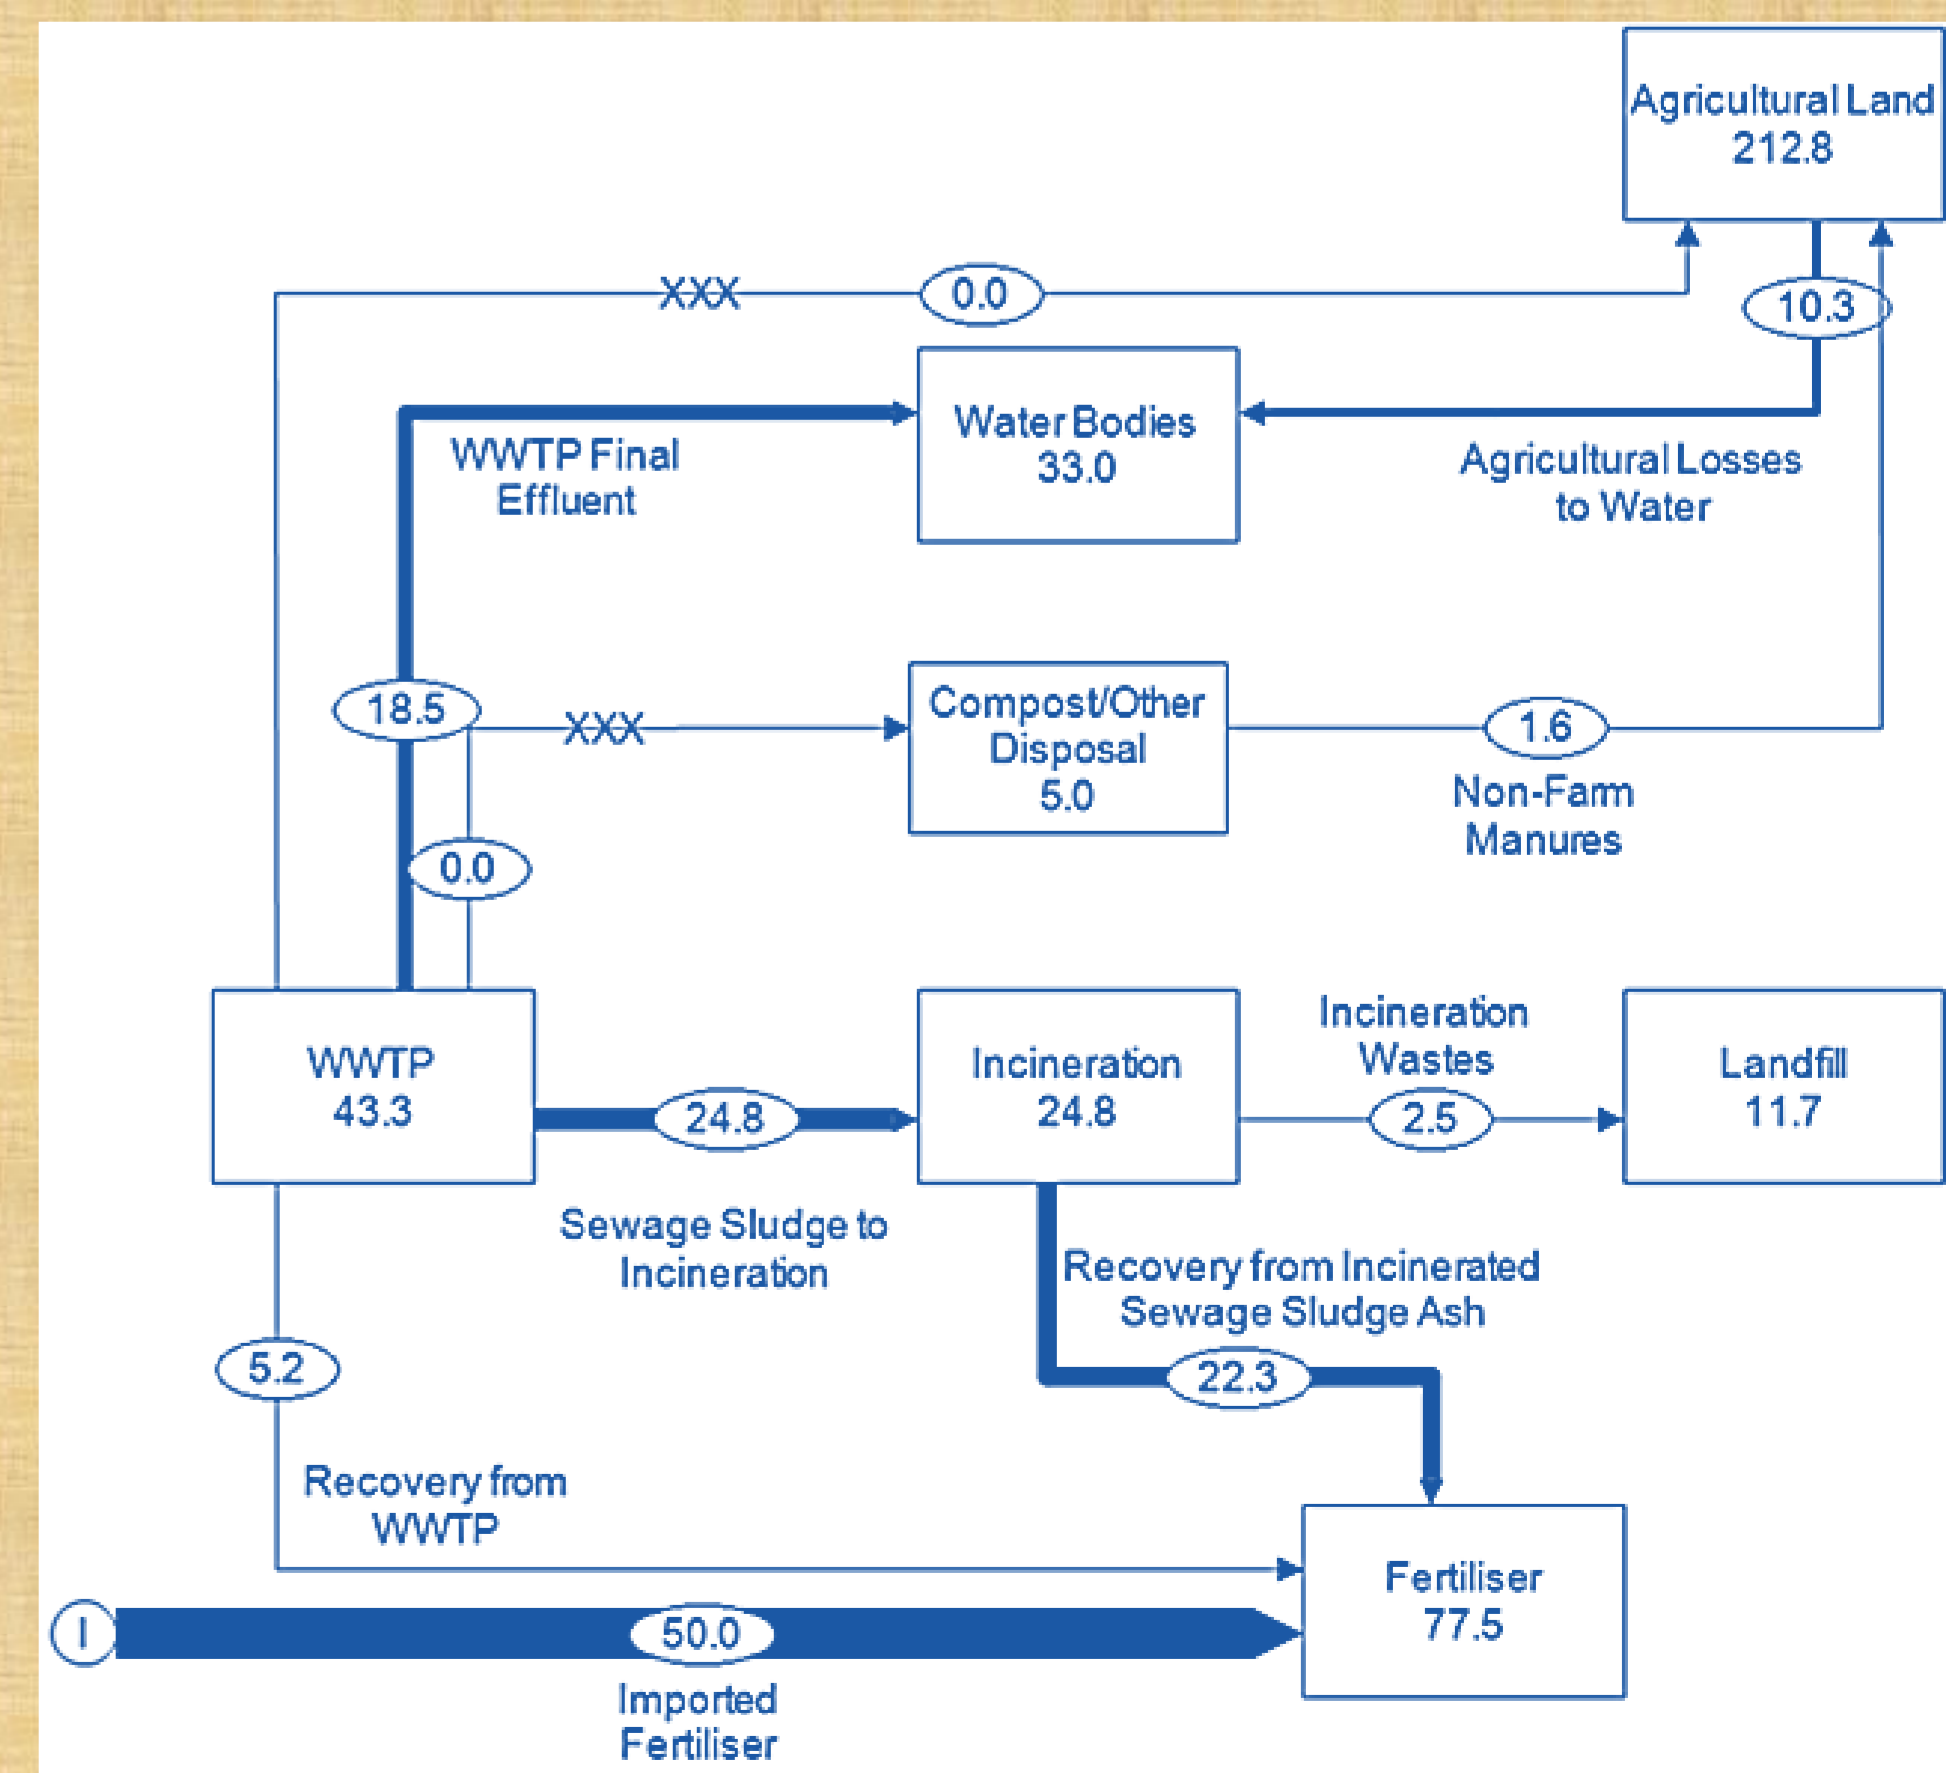 Agricultural Land
212.8
XXX
0.0
10.3
Water Bodies
33.0
WWTP Final
Effluent
Agricultural Losses
to Water
18.5
XXX
Compost/Other
Disposal
5.0
1.6
Non-Farm
Manures
0.0
WWTP
43.3
24.8
Incineration
24.8
Incineration
Wastes
2.5
Landfill
11.7
Sewage Sludge to
Incineration
Recovery from Incinerated
Sewage Sludge Ash
22.3
5.2
Recovery from
WWTP
Fertiliser
77.5
I
50.0
Imported
Fertiliser